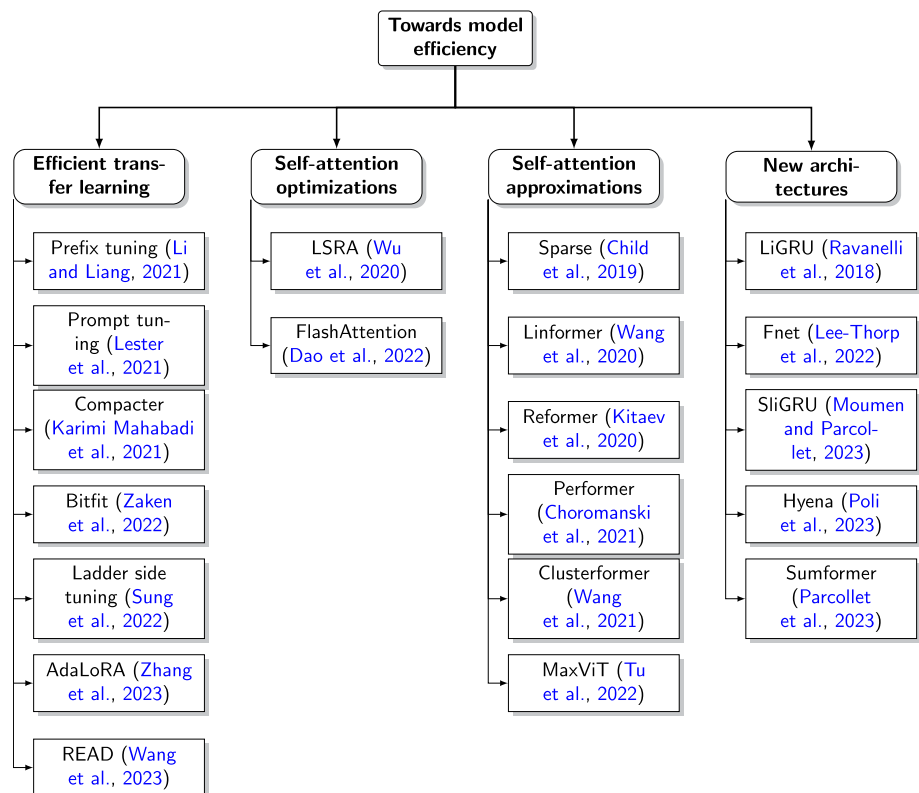 Towards model
efficiency
Efficient trans-
fer learning
Prefix tuning (Li
and Liang, 2021)
Prompt tun-
ing (Lester
et al., 2021)
Compacter
(Karimi Mahabadi
et al., 2021)
Bitfit (Zaken
et al., 2022)
Ladder side
tuning (Sung
et al., 2022)
AdaLoRA (Zhang
et al., 2023)
READ (Wang
et al., 2023)
Self-attention
optimizations
LSRA (Wu
et al., 2020)
FlashAttention
(Dao et al., 2022)
Self-attention
approximations
Sparse (Child
et al., 2019)
Linformer (Wang
et al., 2020)
Reformer (Kitaev
et al., 2020)
Performer
(Choromanski
et al., 2021)
Clusterformer
(Wang
et al., 2021)
MaxViT (Tu
et al., 2022)
New archi-
tectures
LiGRU (Ravanelli
et al., 2018)
Fnet (Lee-Thorp
et al., 2022)
SliGRU (Moumen
and Parcol-
let, 2023)
Hyena (Poli
et al., 2023)
Sumformer
(Parcollet
et al., 2023)